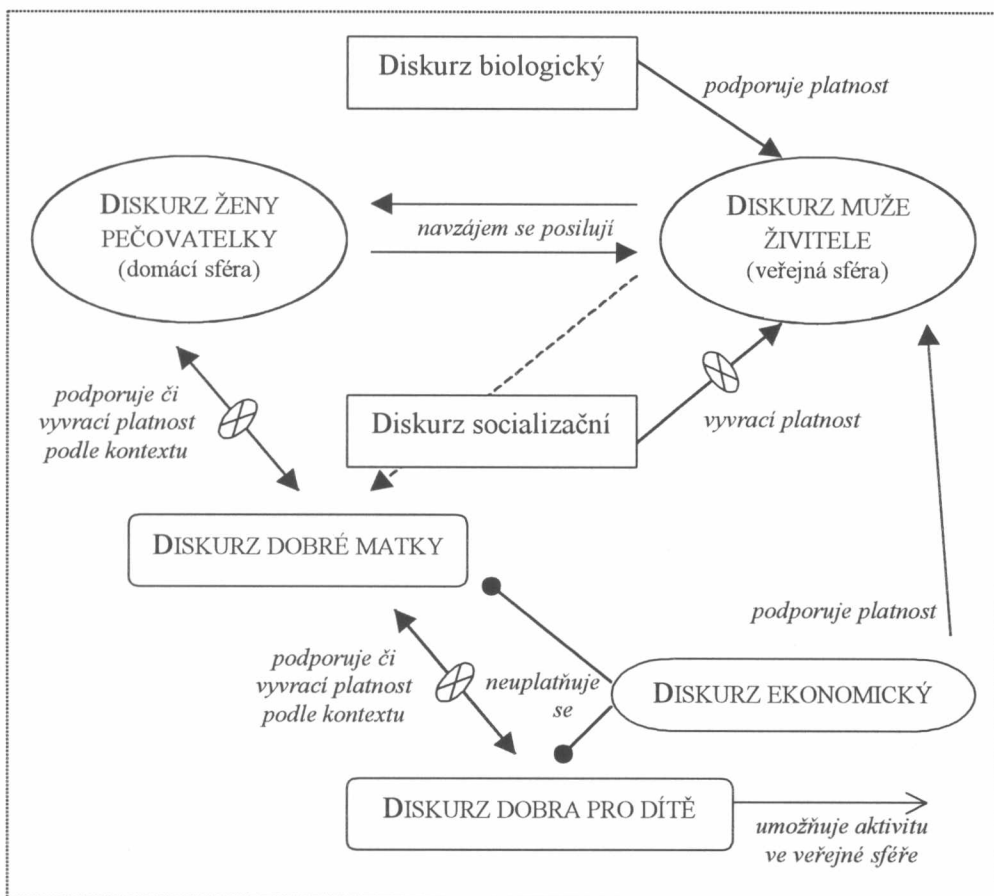 Diskurz biologický
podporuje platnost
DISKURZ ŽENY
PEČOVATELKY
(domácí sféra)
navzájem se posilují
DISKURZ MUŽE
ŽIVITELE
(veřejná sféra)
podporuje či
vyvrací platnost
podle kontextu
Diskurz socializační
vyvrací platnost
DISKURZ DOBRÉ MATKY
podporuje platnost
podporuje či
vyvrací platnost
podle kontextu
neuplatňuje
se
DISKURZ EKONOMICKÝ
DISKURZ DOBRA PRO DÍTĚ
umožňuje aktivitu
ve veřejné sféře